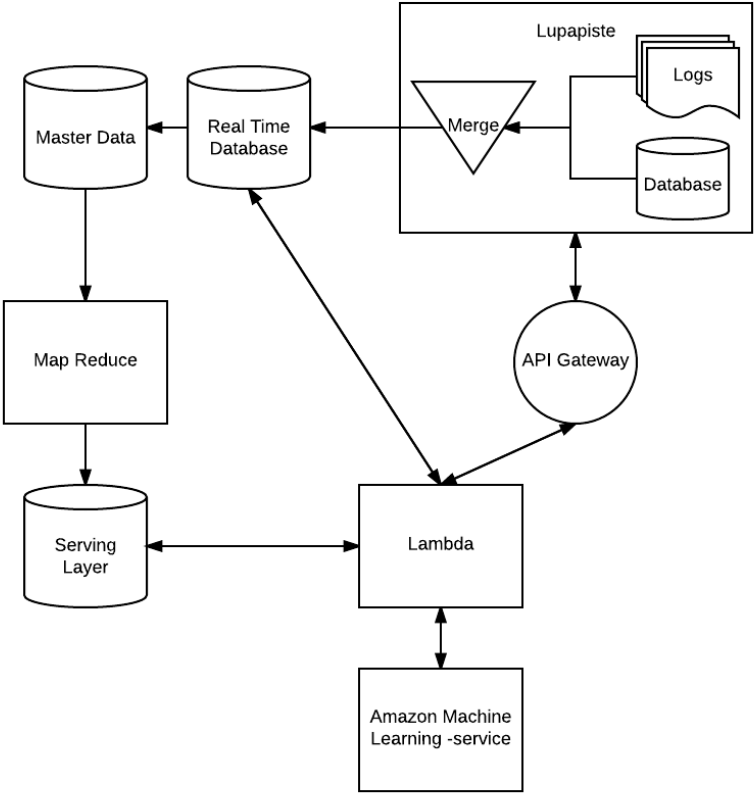 Lupapiste
Logs
Merge
Database
Real Time
Database
Master Data
Map Reduce
API Gateway
Serving
Layer
Lambda
Amazon Machine
Learning -service